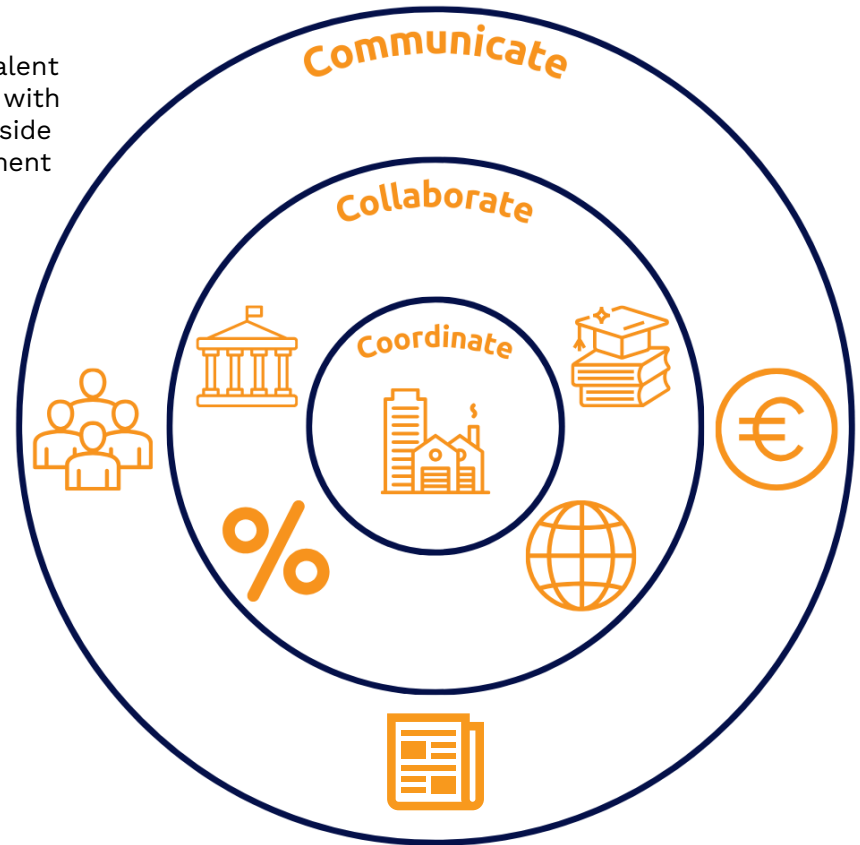 Communicate
alent
with
side
nent
Collaborate
Coordinate
%
€